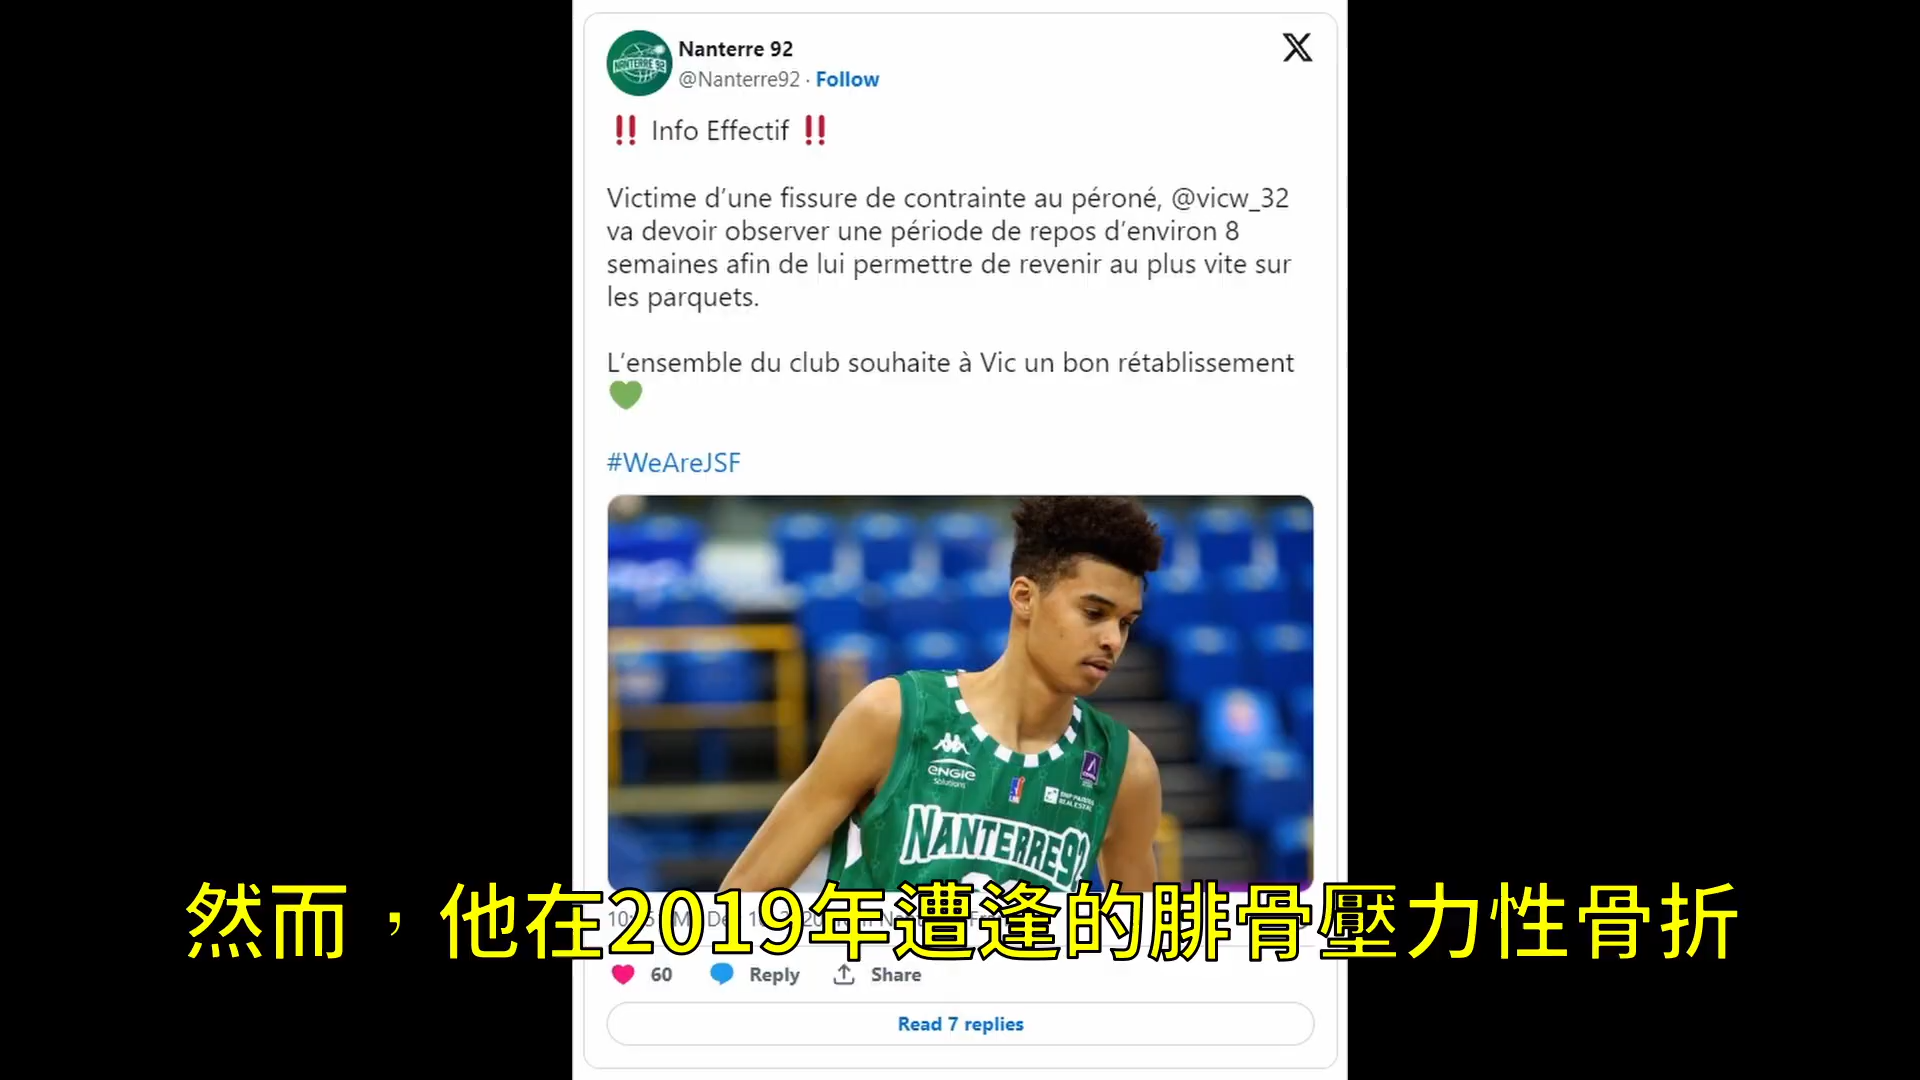 Nanterre 92
@Nanterre92 · Follow
‼ Info Effectif ‼
Victime d’une fissure de contrainte au péroné, @vicw_32
va devoir observer une période de repos d’environ 8
semaines afin de lui permettre de revenir au plus vite sur
les parquets.
L’ensemble du club souhaite à Vic un bon rétablissement
💚
#WeAreJSF
ENGIE
Solutions
NANTERRE92
然而，他在2019年遭逢的腓骨壓力性骨折
60 Reply Share
Read 7 replies